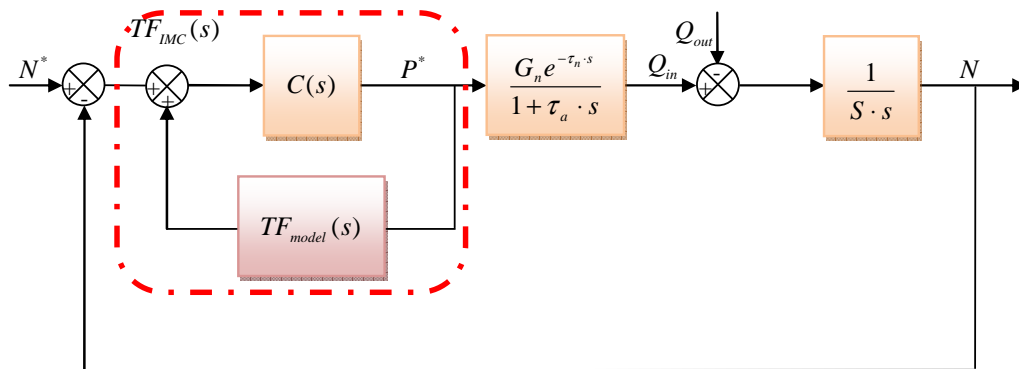 TF_IMC(s)
N*
C(s)
P*
G_n e^{-τ_n·s}
1 + τ_a · s
Q_in
Q_out
1
S · s
N
TF_model(s)
+
-
+
+
-
+